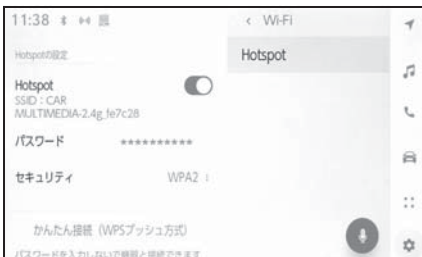 11:38
< Wi-Fi
Hotspotの設定
Hotspot
Hotspot
SSID：CAR
MULTIMEDIA-2.4g_fe7c28
パスワード **********
セキュリティ WPA2
かんたん接続（WPSプッシュ方式）
パスワードを入力しないで機器と接続できます